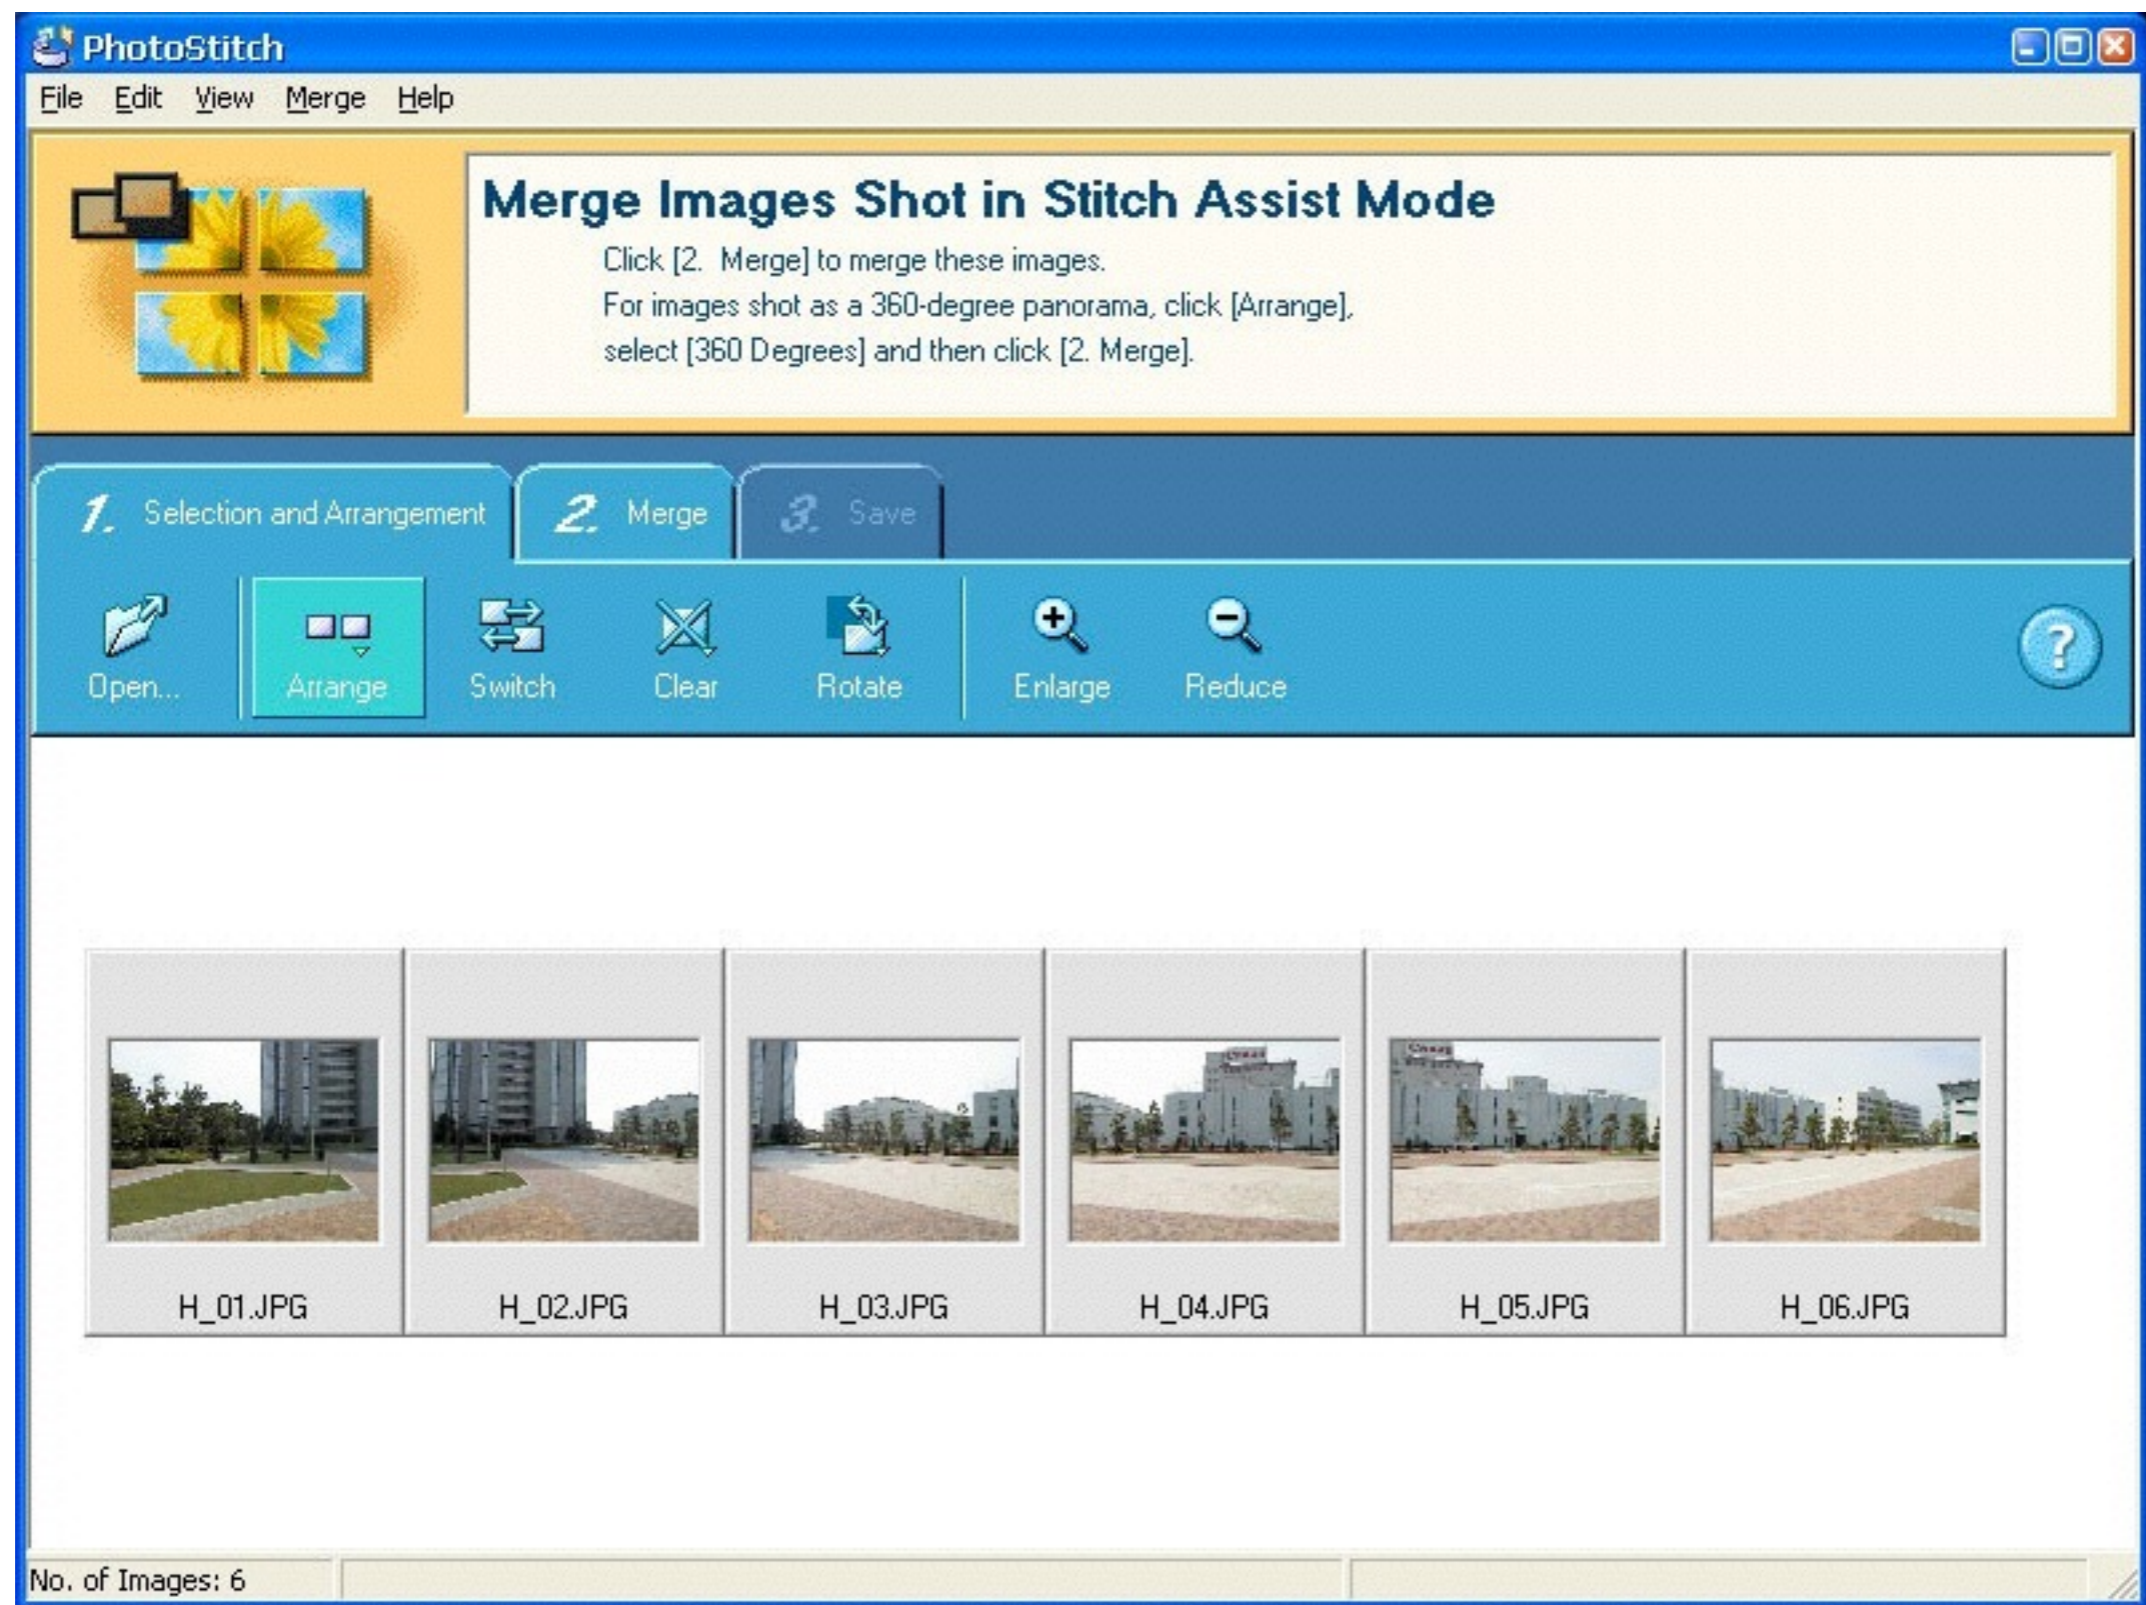 PhotoStitch
File Edit View Merge Help
Merge Images Shot in Stitch Assist Mode
Click [2. Merge] to merge these images.
For images shot as a 360-degree panorama, click [Arrange],
select [360 Degrees] and then click [2. Merge].
1. Selection and Arrangement 2. Merge 3. Save
Open... Arrange Switch Clear Rotate Enlarge Reduce ?
H_01.JPG H_02.JPG H_03.JPG H_04.JPG H_05.JPG H_06.JPG
No. of Images: 6